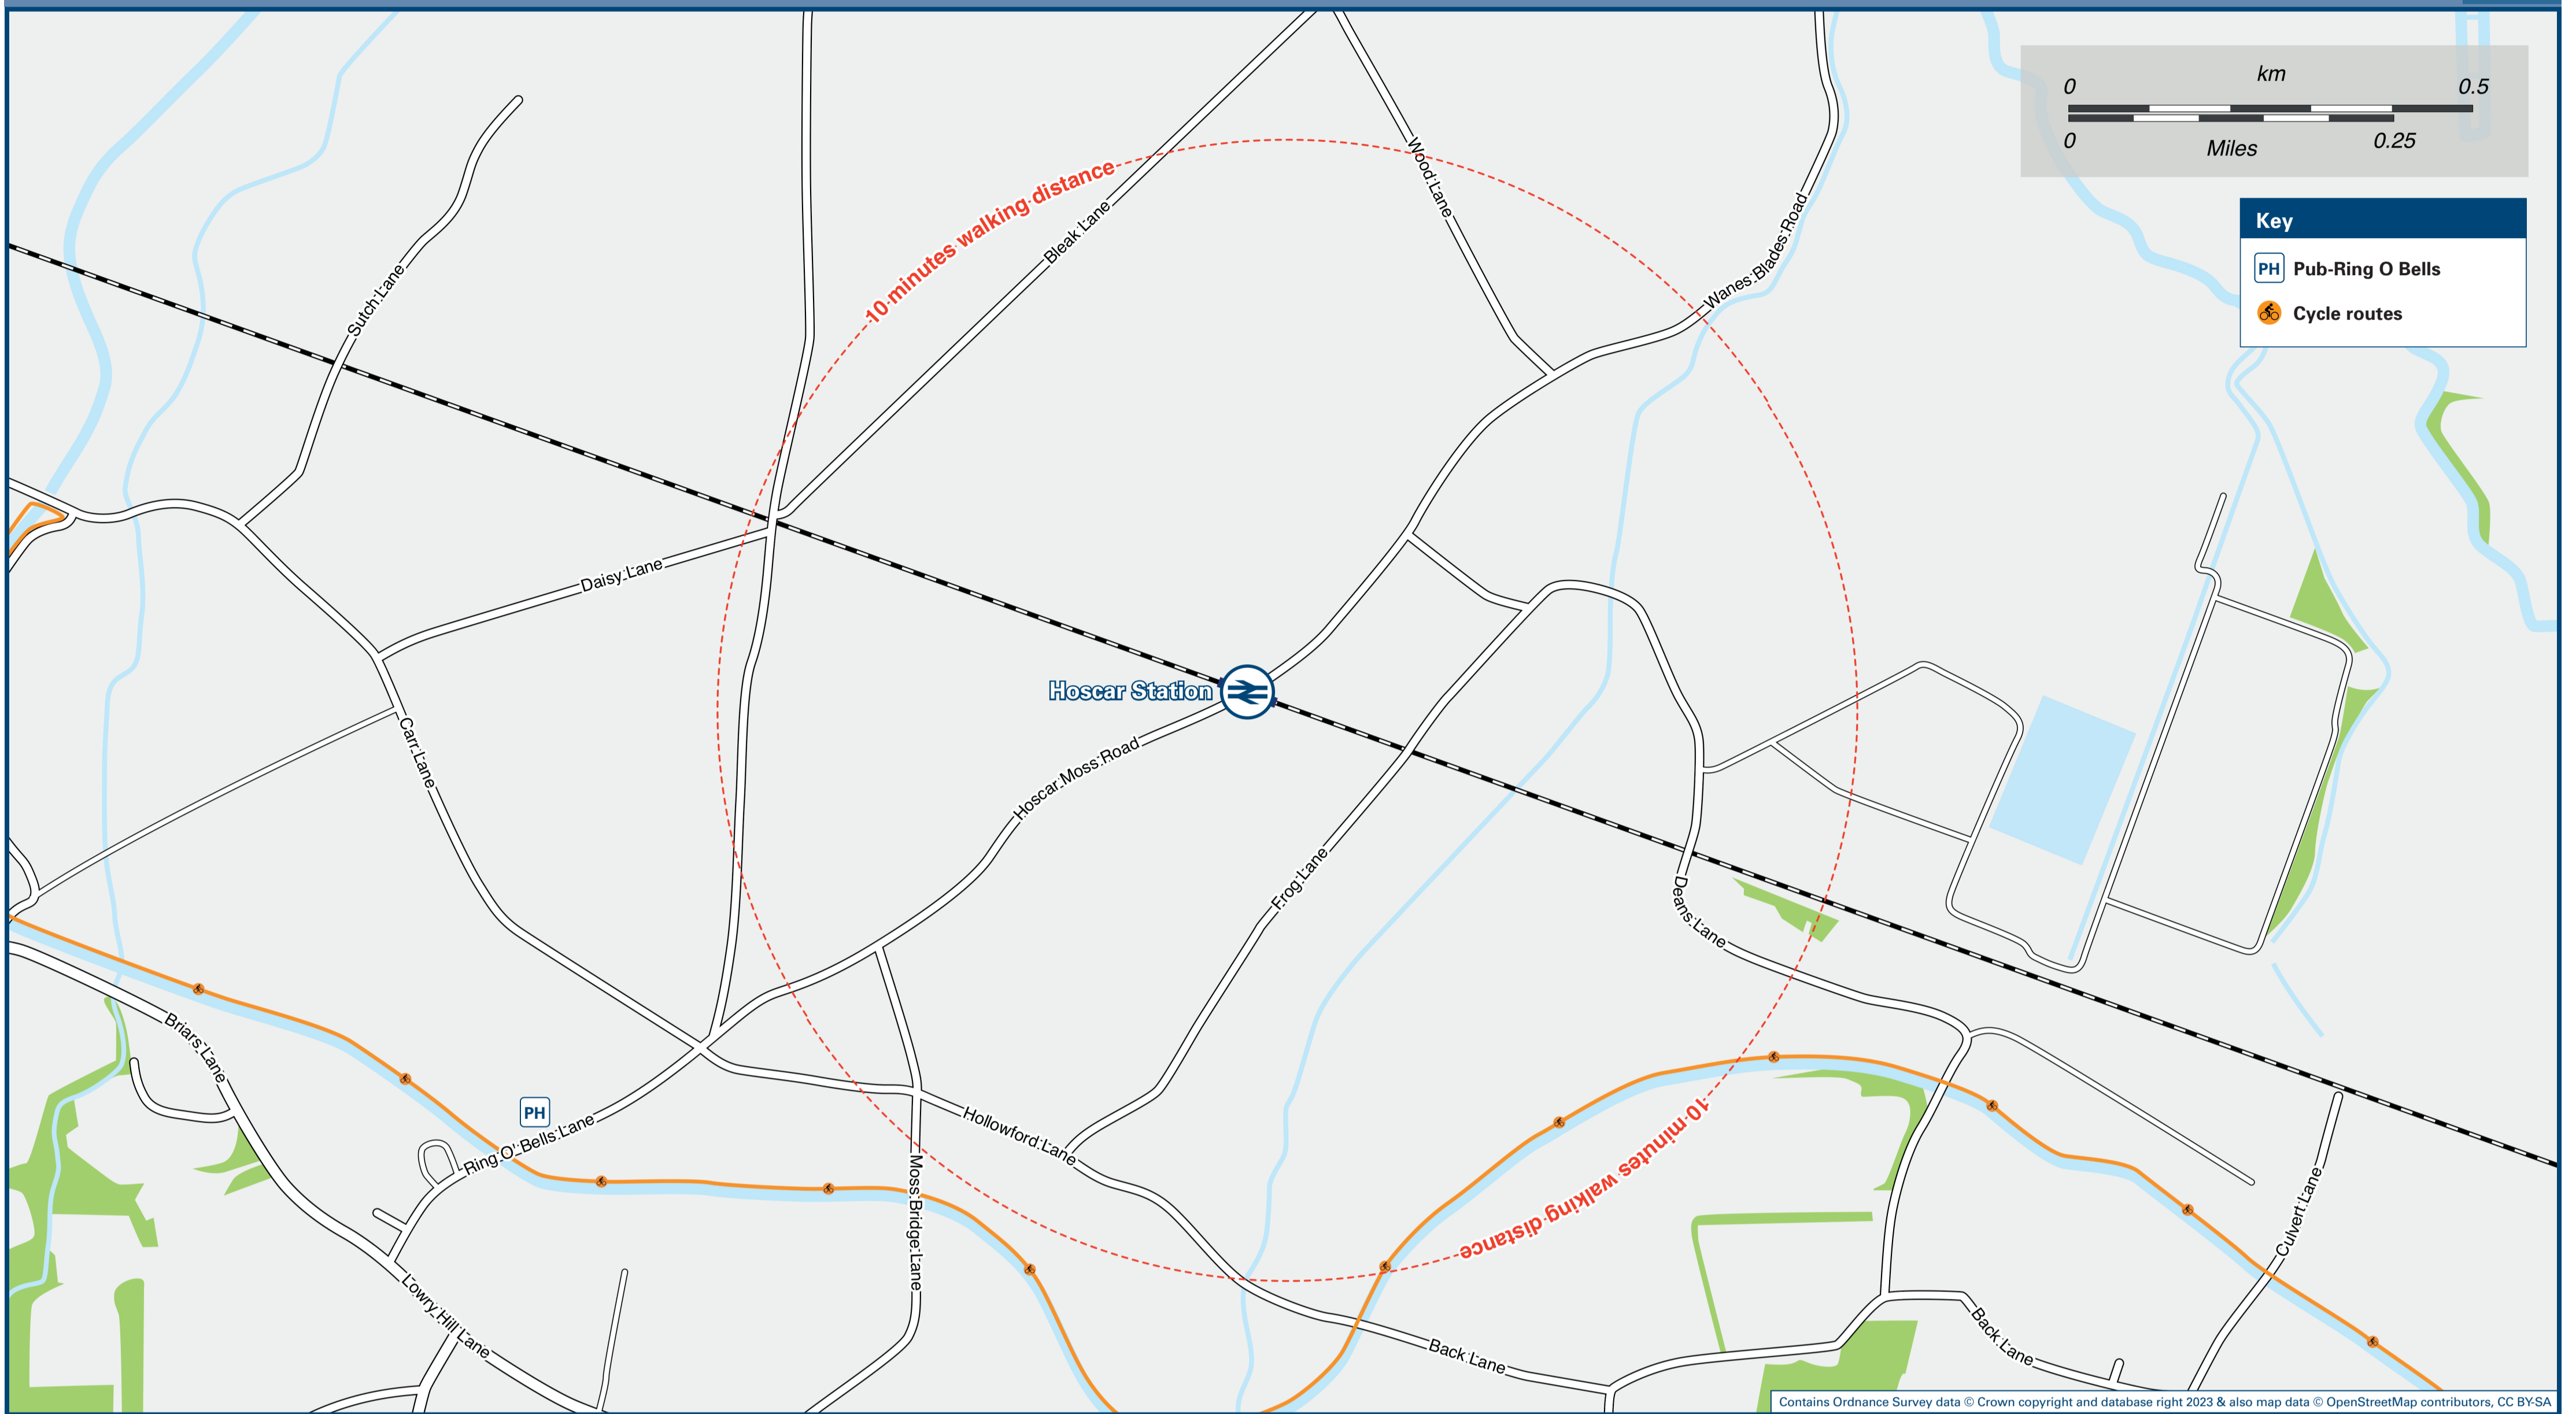 km
0 0.5
0 0.25
Miles
Key
PH Pub-Ring O Bells
Cycle routes
Wood Lane
10 minutes walking distance
Bleak Lane
Wanes Blades Road
Sutch Lane
Daisy Lane
Hoscar Station
Carr Lane
Hoscar Moss Road
Frog Lane
Deans Lane
Briars Lane
PH
Ring O' Bells Lane
Hollowford Lane
Moss Bridge Lane
10 minutes walking distance
Culvert Lane
Lowry Hill Lane
Back Lane
Back Lane
Contains Ordnance Survey data © Crown copyright and database right 2023 & also map data © OpenStreetMap contributors, CC BY-SA